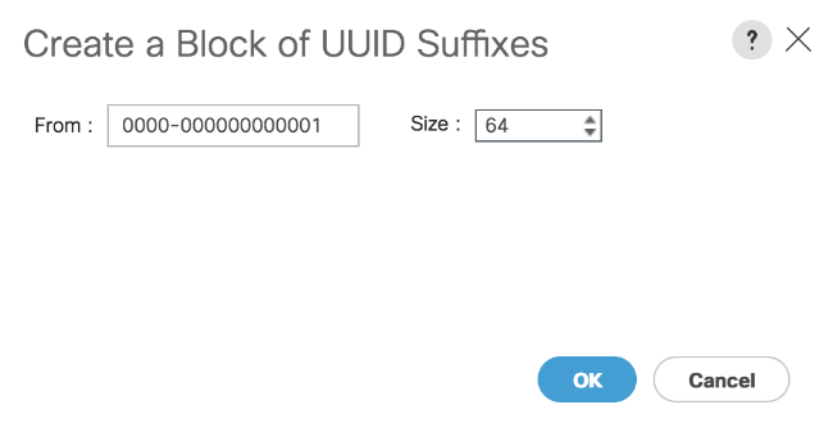 Create a Block of UUID Suffixes ?
From : 0000-000000000001 Size : 64
OK Cancel